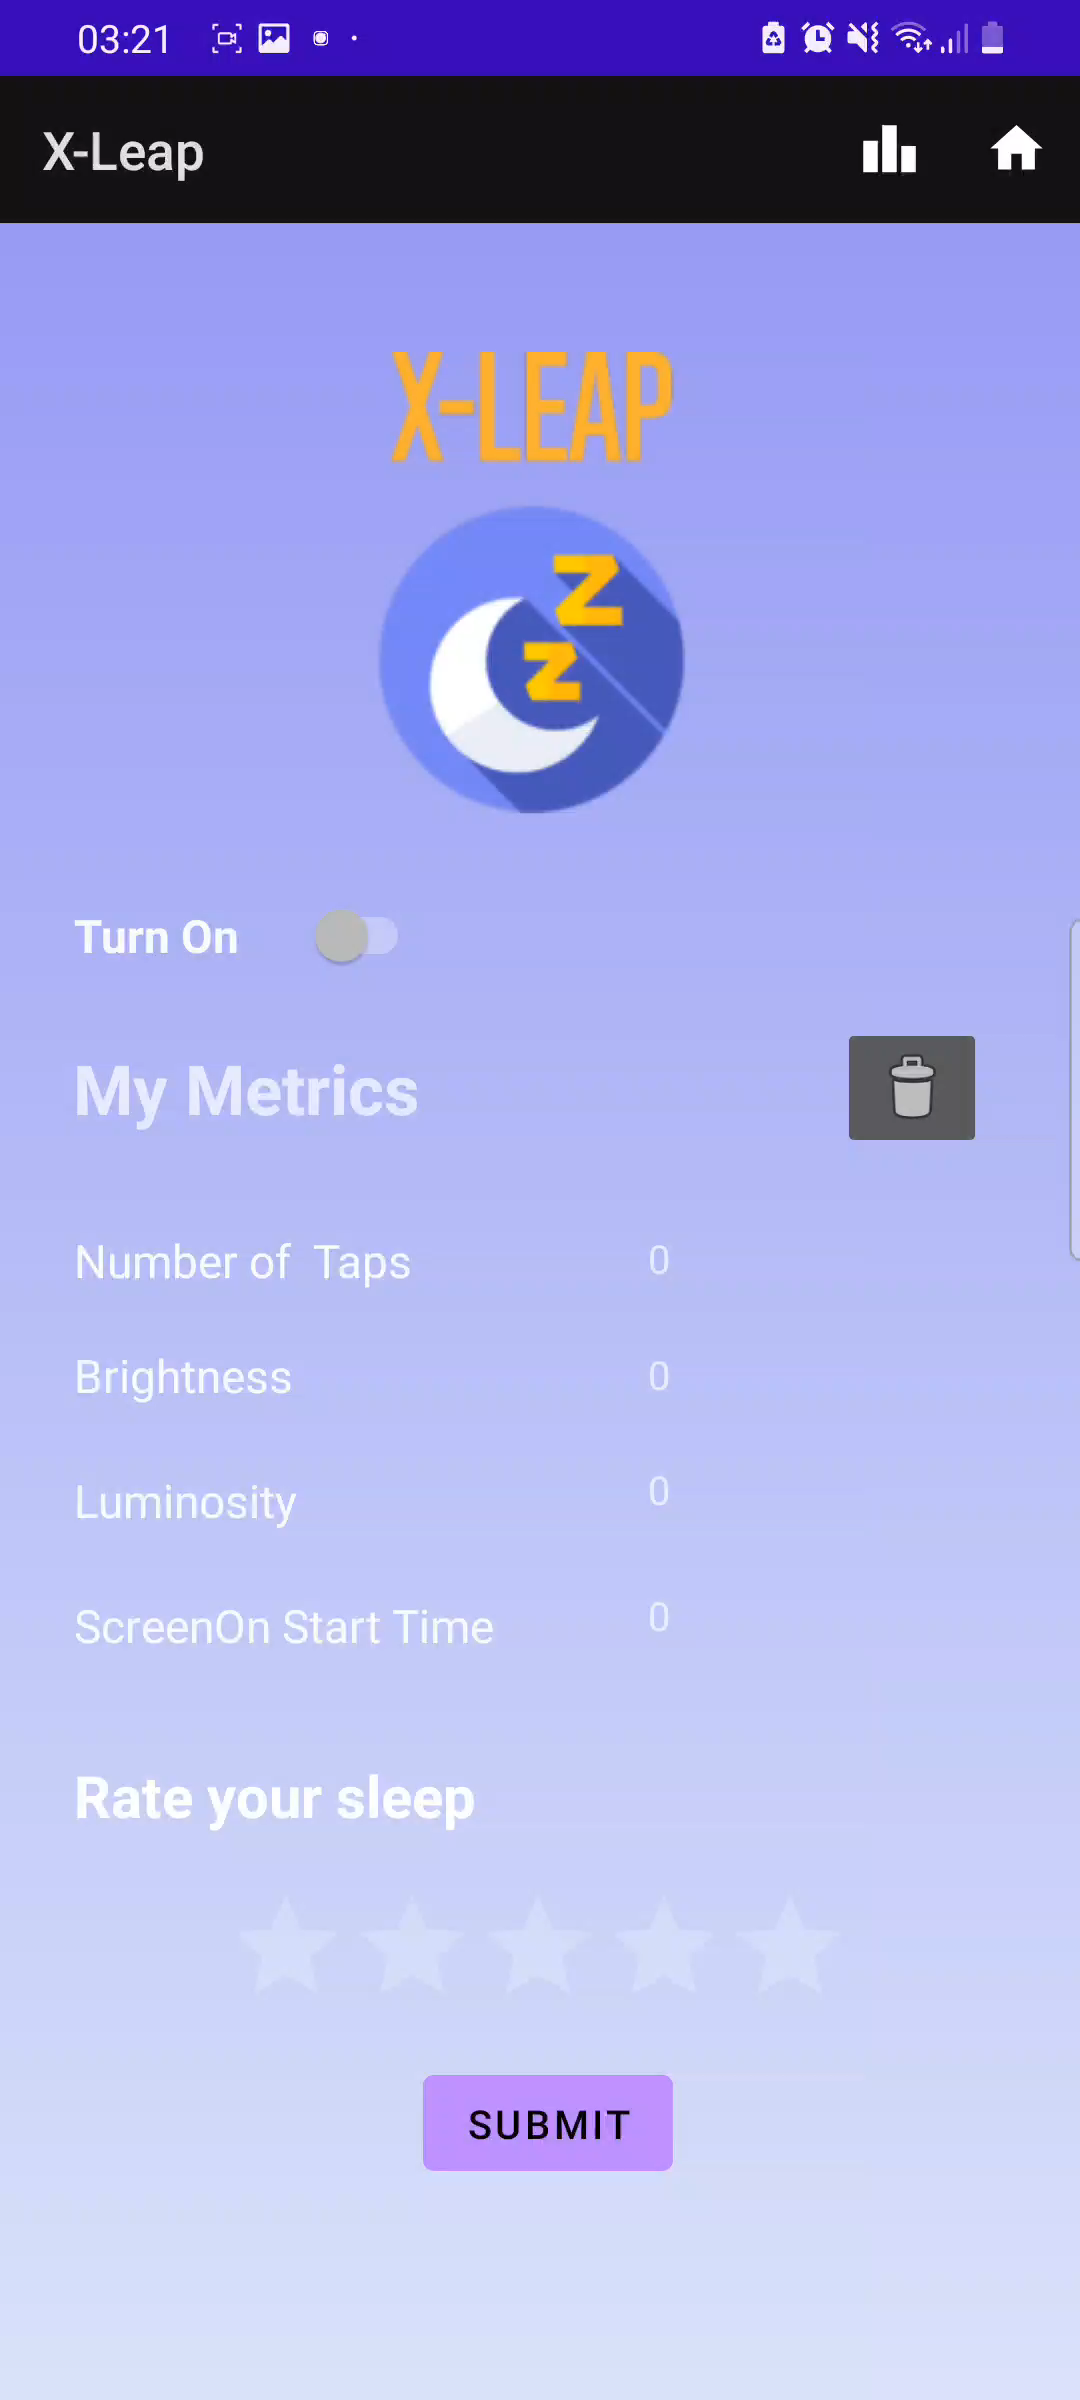 03:21
X-Leap
X-LEAP
Z
Z
Turn On
My Metrics
Number of  Taps 0
Brightness 0
Luminosity 0
ScreenOn Start Time 0
Rate your sleep
SUBMIT